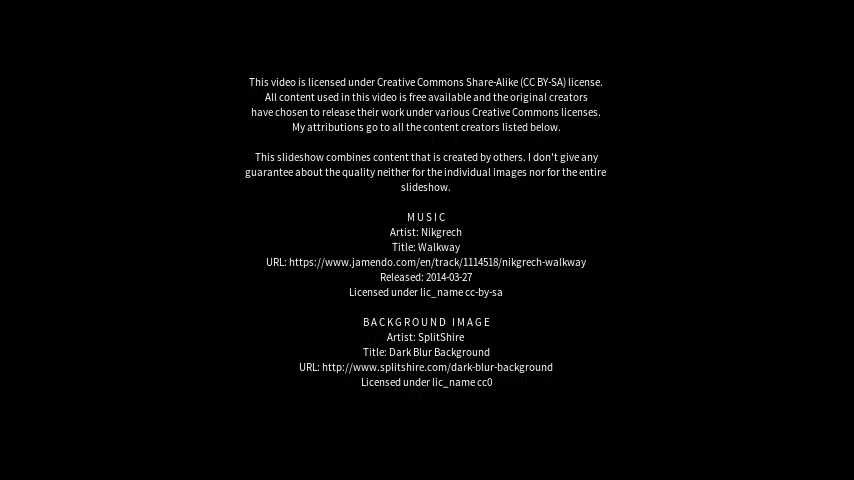 This video is licensed under Creative Commons Share-Alike (CC BY-SA) license.
All content used in this video is free available and the original creators
have chosen to release their work under various Creative Commons licenses.
My attributions go to all the content creators listed below.
This slideshow combines content that is created by others. I don't give any
guarantee about the quality neither for the individual images nor for the entire
slideshow.
M U S I C
Artist: Nikgrech
Title: Walkway
URL: https://www.jamendo.com/en/track/1114518/nikgrech-walkway
Released: 2014-03-27
Licensed under lic_name cc-by-sa
B A C K G R O U N D  I M A G E
Artist: SplitShire
Title: Dark Blur Background
URL: http://www.splitshire.com/dark-blur-background
Licensed under lic_name cc0